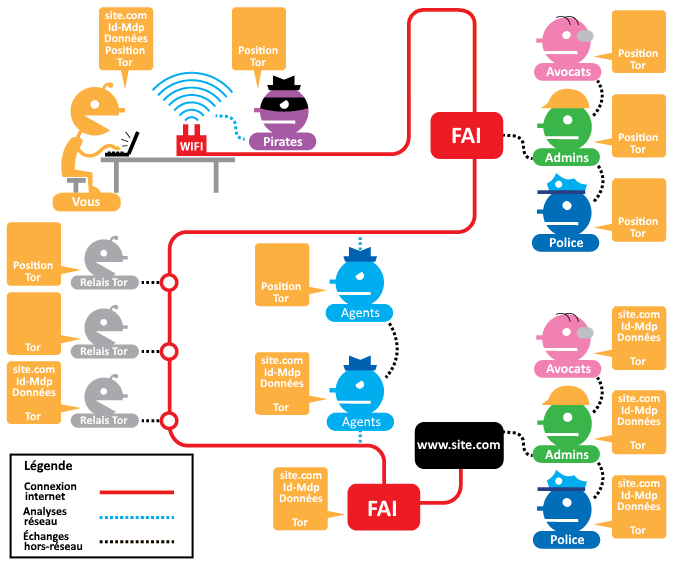 site.com
Id-Mdp
Données
Position
Tor
Position
Tor
WIFI
Pirates
Vous
FAI
Position
Tor
Avocats
Position
Tor
Admins
Position
Tor
Police
Position
Tor
Relais Tor
Tor
Relais Tor
site.com
Id-Mdp
Données
Tor
Relais Tor
Position
Tor
Agents
site.com
Id-Mdp
Données
Tor
Agents
site.com
Id-Mdp
Données
Tor
FAI
www.site.com
site.com
Id-Mdp
Données
Tor
Avocats
site.com
Id-Mdp
Données
Tor
Admins
site.com
Id-Mdp
Données
Tor
Police
Légende
Connexion
internet
Analyses
réseau
Échanges
hors-réseau